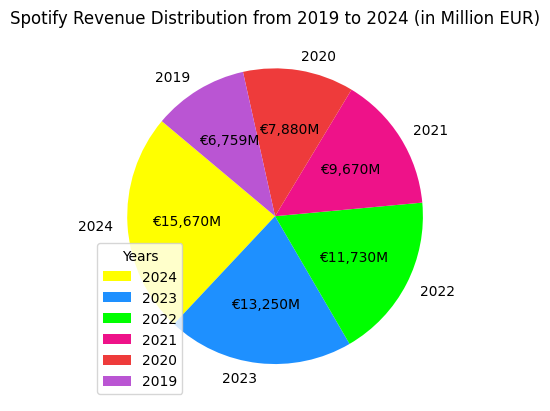 Spotify Revenue Distribution from 2019 to 2024 (in Million EUR)
2020
2019
€7,880M
€6,759M
2021
€9,670M
2024
€15,670M
€11,730M
2022
€13,250M
2023
Years
2024
2023
2022
2021
2020
2019